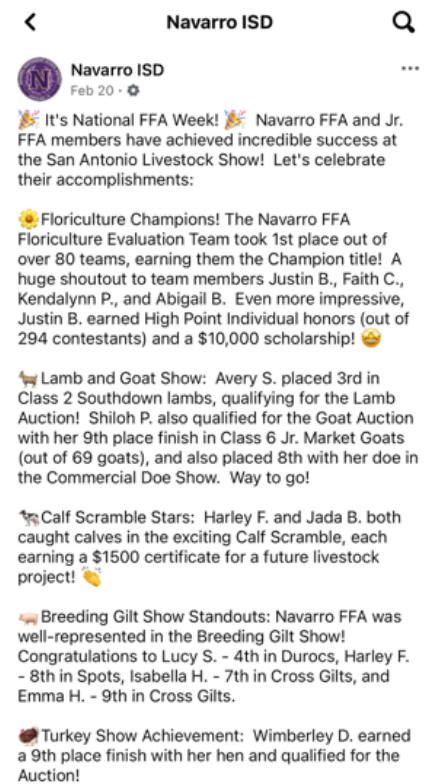 Navarro ISD
Navarro ISD
Feb 20 ·
🎉 It's National FFA Week! 🎉 Navarro FFA and Jr.
FFA members have achieved incredible success at
the San Antonio Livestock Show! Let's celebrate
their accomplishments:
🌼Floriculture Champions! The Navarro FFA
Floriculture Evaluation Team took 1st place out of
over 80 teams, earning them the Champion title! A
huge shoutout to team members Justin B., Faith C.,
Kendalynn P., and Abigail B. Even more impressive,
Justin B. earned High Point Individual honors (out of
294 contestants) and a $10,000 scholarship! 🤩
🐐Lamb and Goat Show: Avery S. placed 3rd in
Class 2 Southdown lambs, qualifying for the Lamb
Auction! Shiloh P. also qualified for the Goat Auction
with her 9th place finish in Class 6 Jr. Market Goats
(out of 69 goats), and also placed 8th with her doe in
the Commercial Doe Show. Way to go!
🐄Calf Scramble Stars: Harley F. and Jada B. both
caught calves in the exciting Calf Scramble, each
earning a $1500 certificate for a future livestock
project! 👏
🐖Breeding Gilt Show Standouts: Navarro FFA was
well-represented in the Breeding Gilt Show!
Congratulations to Lucy S. - 4th in Durocs, Harley F.
- 8th in Spots, Isabella H. - 7th in Cross Gilts, and
Emma H. - 9th in Cross Gilts.
🦃Turkey Show Achievement: Wimberley D. earned
a 9th place finish with her hen and qualified for the
Auction!